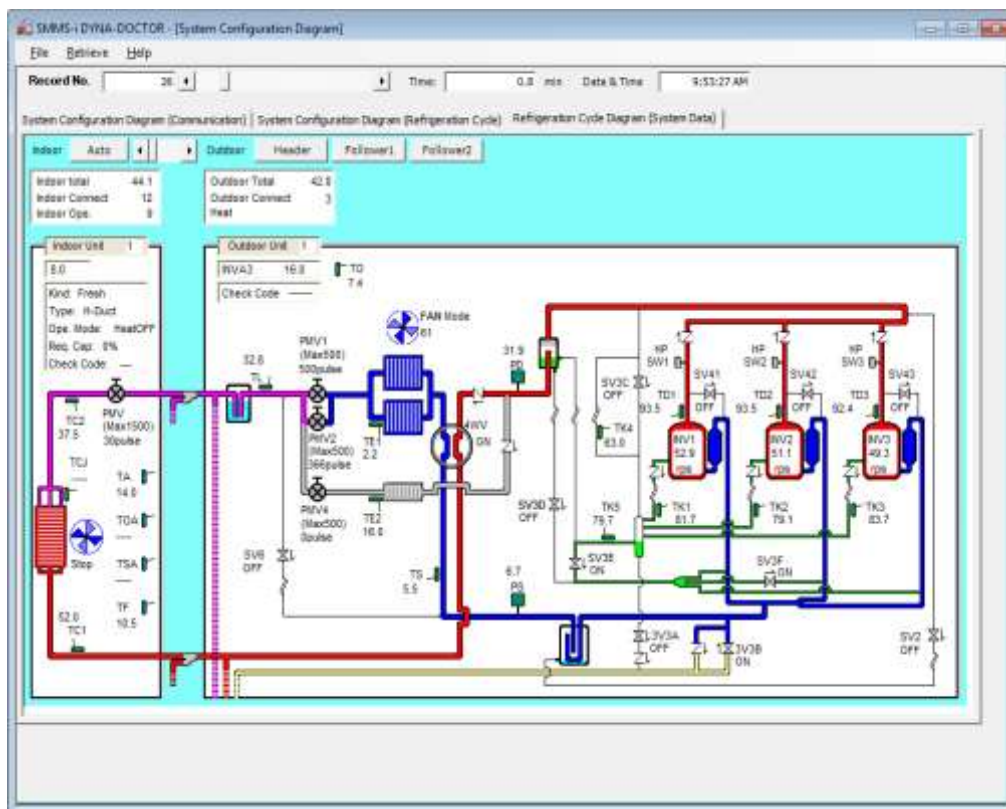 SMMS-i DYNA-DOCTOR - [System Configuration Diagram]
File Retrieve Help
Record No. 26 Time: 0.8 min Data & Time 9:53:27 AM
System Configuration Diagram (Communication) System Configuration Diagram (Refrigeration Cycle) Refrigeration Cycle Diagram (System Data)
Indoor Auto Outdoor Header Follower1 Follower2
Indoor total 44.1
Indoor Connect 12
Indoor Ope.
Outdoor Total
Outdoor Connect 3
Heat
Indoor Unit 1
8.0
Kind: Fresh
Type: H-Duct
Ope. Mode: HeatOFF
Req. Cap: 0%
Check Code: ---
Outdoor Unit 1
INVA3 16.0
Check Code ----
TO
7.4
FAN Mode
61
PMV1
(Max500)
500pulse
PMV2
(Max500)
366pulse
PMV4
(Max500)
0pulse
32.8
TL
PMV
(Max1500)
30pulse
TC2
37.5
TCJ
---
TA
14.0
TOA
---
TSA
---
TF
10.5
Stop
52.0
TC1
TE1
2.2
TE2
16.0
4WV
ON
31.9
PD
SV6
OFF
TS
5.5
6.7
PS
SV3C
OFF
TK4
63.0
SV3D
OFF
TK5
79.7
SV3E
ON
SV3F
ON
HP
SW1
HP
SW2
HP
SW3
SV41
OFF
SV42
OFF
SV43
OFF
TD1
93.5
TD2
93.5
TD3
92.4
INV1
52.9
rps
INV2
51.1
rps
INV3
49.3
rps
TK1
81.7
TK2
79.1
TK3
83.7
SV3A
OFF
SV3B
ON
SV2
OFF